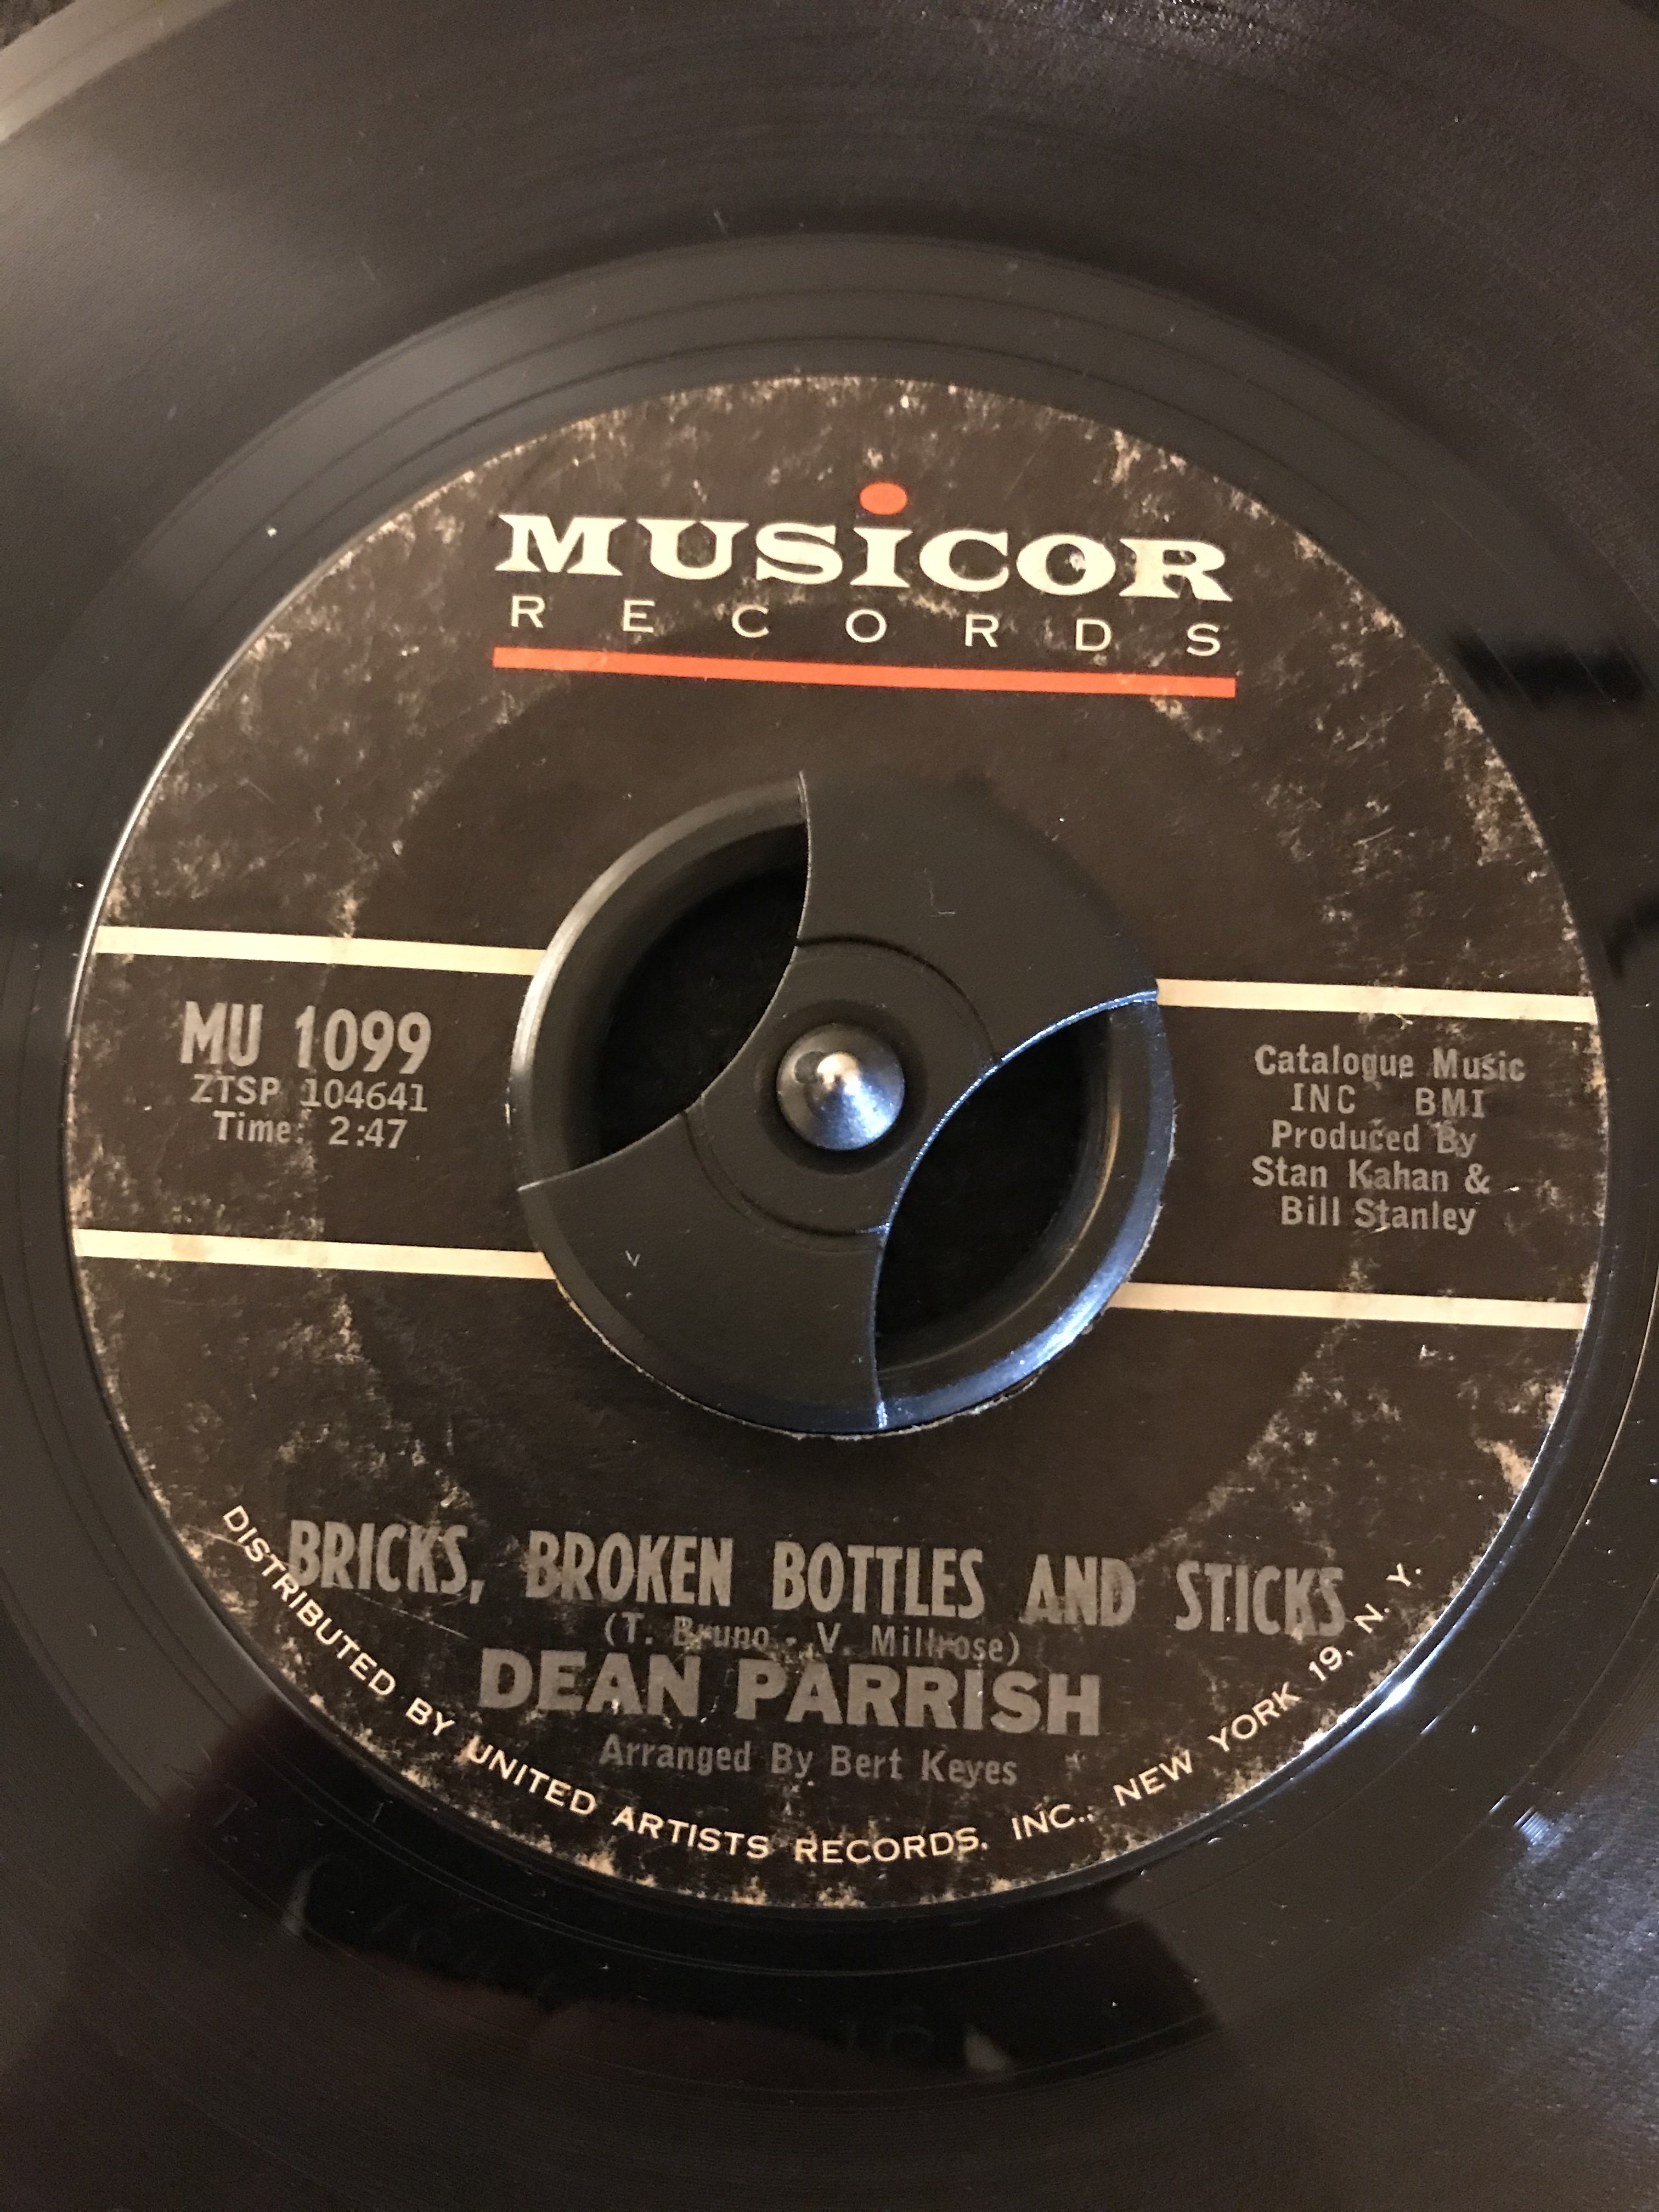 MUSiCOR
RECORDS
MU 1099
ZTSP 104641
Time: 2:47
Catalogue Music
INC BMI
Produced By
Stan Kahan &
Bill Stanley
BRICKS, BROKEN BOTTLES AND STICKS
(T. Bruno - V. Millrose)
DEAN PARRISH
Arranged By Bert Keyes
DISTRIBUTED BY UNITED ARTISTS RECORDS, INC., NEW YORK 19, N. Y.